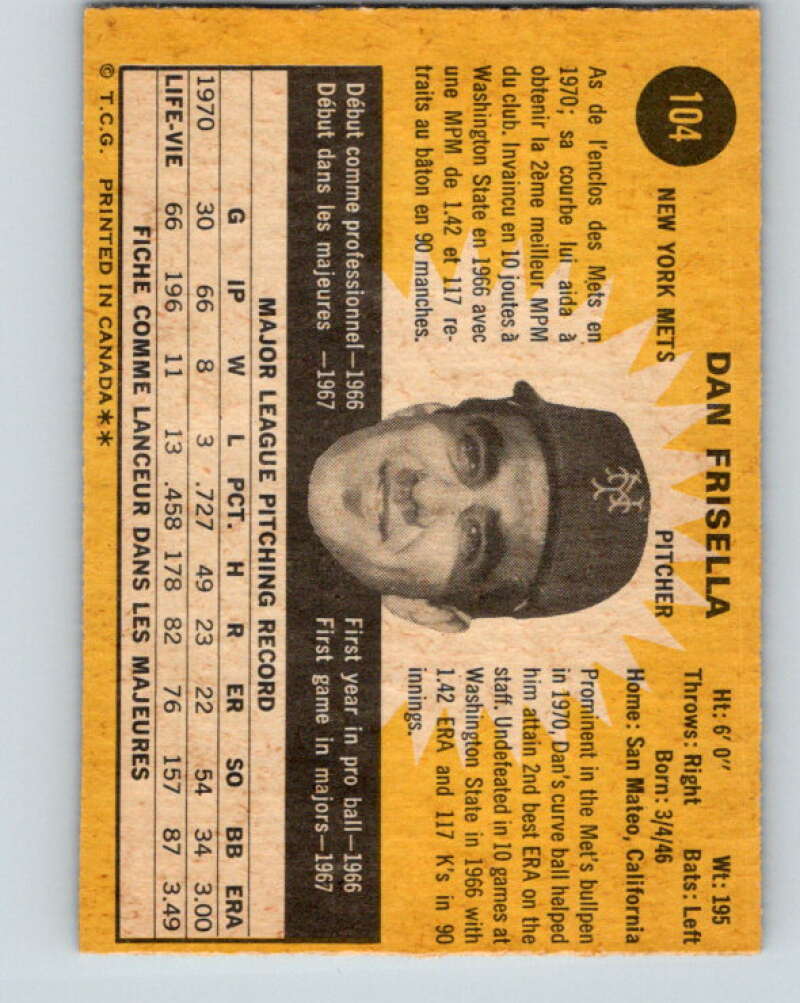 104
DAN FRISELLA
NEW YORK METS
PITCHER
Ht: 6' 0" Wt: 195
Throws: Right Bats: Left
Born: 3/4/46
Home: San Mateo, California
As de l'enclos des Mets en
1970; sa courbe lui aida à
obtenir la 2ème meilleur MPM
du club. Invaincu en 10 joutes à
Washington State en 1966 avec
une MPM de 1.42 et 117 re-
traits au bâton en 90 manches.
Prominent in the Met's bullpen
in 1970, Dan's curve ball helped
him attain 2nd best ERA on the
staff. Undefeated in 10 games at
Washington State in 1966 with
1.42 ERA and 117 K's in 90
innings.
Début comme professionnel—1966
Début dans les majeures —1967
First year in pro ball—1966
First game in majors—1967
MAJOR LEAGUE PITCHING RECORD
G IP W L PCT. H R ER SO BB ERA
1970 30 66 8 3 .727 49 23 22 54 34 3.00
LIFE-VIE 66 196 11 13 .458 178 82 76 157 87 3.49
FICHE COMME LANCEUR DANS LES MAJEURES
© T.C.G. PRINTED IN CANADA**
NY